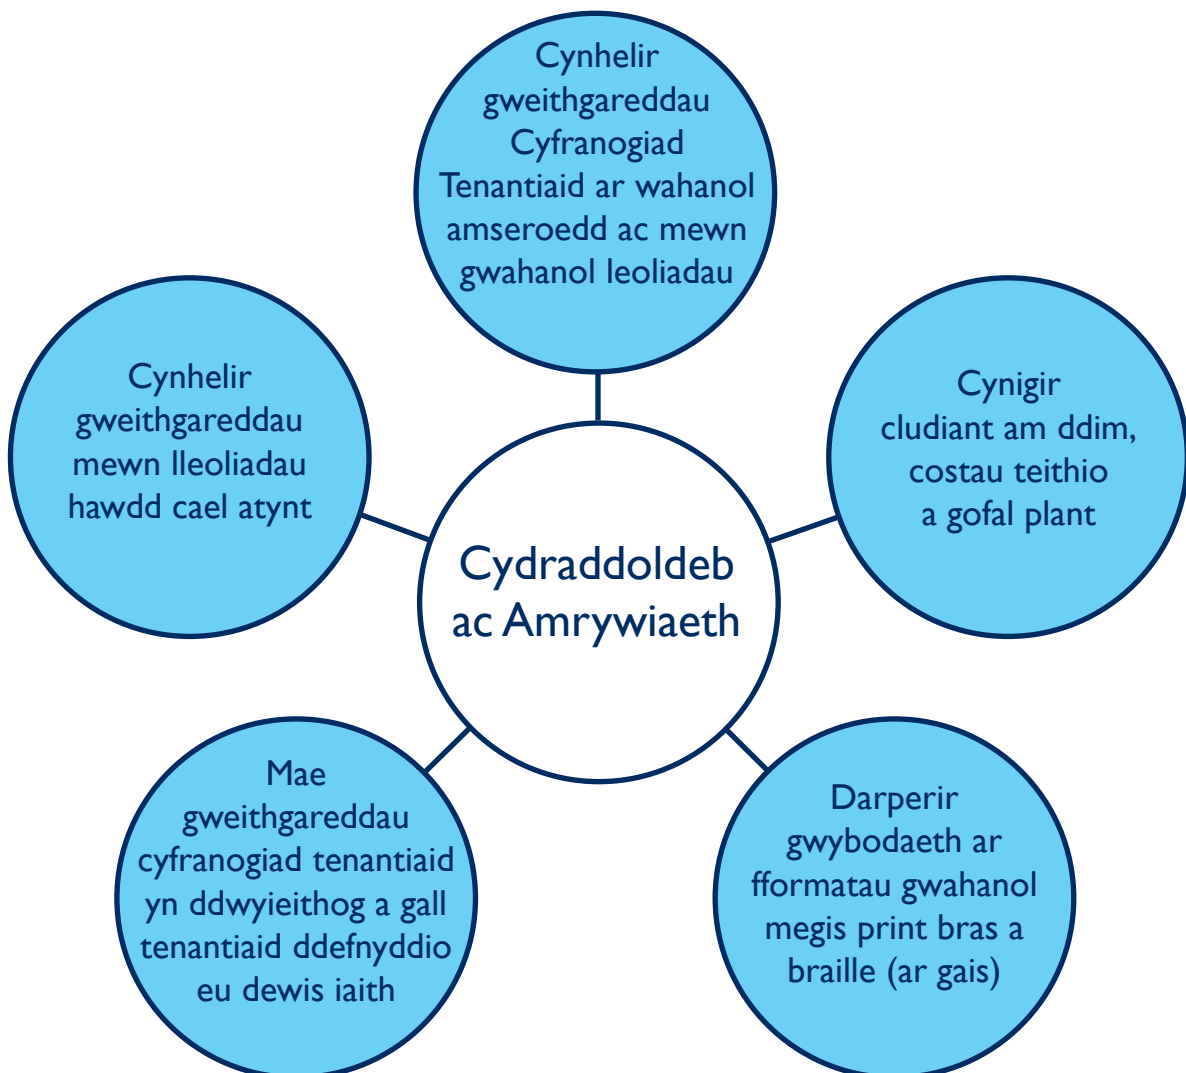 Cynhelir
gweithgareddau
Cyfranogiad
Tenantiaid ar wahanol
amseroedd ac mewn
gwahanol leoliadau
Cynhelir
gweithgareddau
mewn lleoliadau
hawdd cael atynt
Cynigir
cludiant am ddim,
costau teithio
a gofal plant
Cydraddoldeb
ac Amrywiaeth
Mae
gweithgareddau
cyfranogiad tenantiaid
yn ddwyieithog a gall
tenantiaid ddefnyddio
eu dewis iaith
Darperir
gwybodaeth ar
fformatau gwahanol
megis print bras a
braille (ar gais)